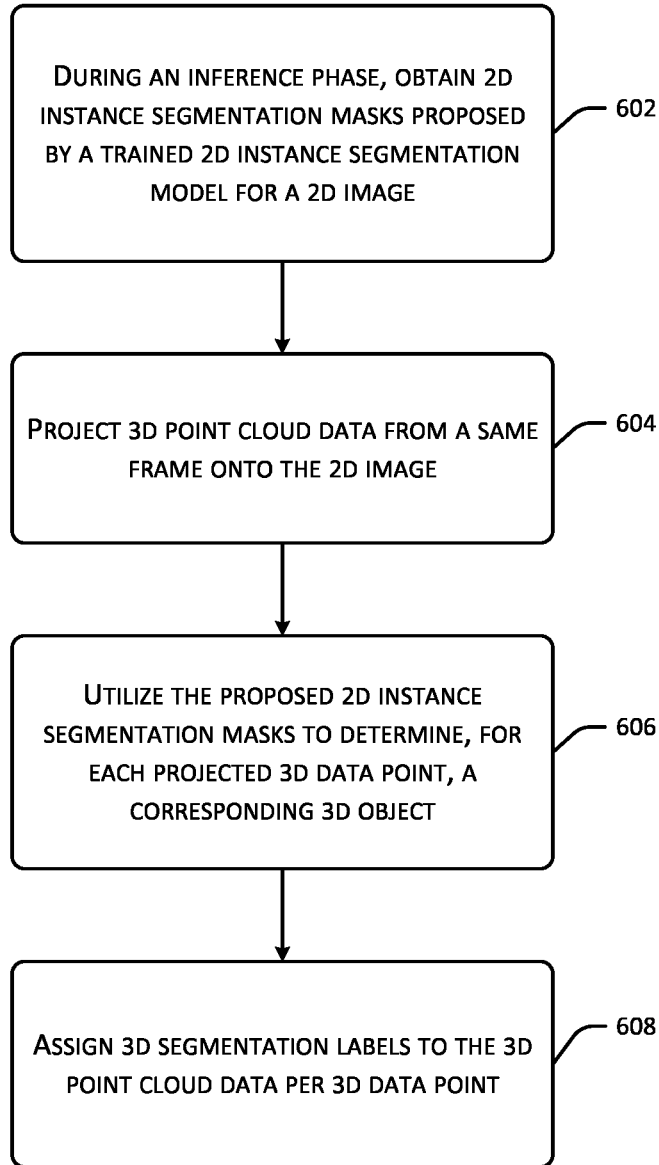 DURING AN INFERENCE PHASE, OBTAIN 2D
INSTANCE SEGMENTATION MASKS PROPOSED
BY A TRAINED 2D INSTANCE SEGMENTATION
MODEL FOR A 2D IMAGE
602
PROJECT 3D POINT CLOUD DATA FROM A SAME
FRAME ONTO THE 2D IMAGE
604
UTILIZE THE PROPOSED 2D INSTANCE
SEGMENTATION MASKS TO DETERMINE, FOR
EACH PROJECTED 3D DATA POINT, A
CORRESPONDING 3D OBJECT
606
ASSIGN 3D SEGMENTATION LABELS TO THE 3D
POINT CLOUD DATA PER 3D DATA POINT
608